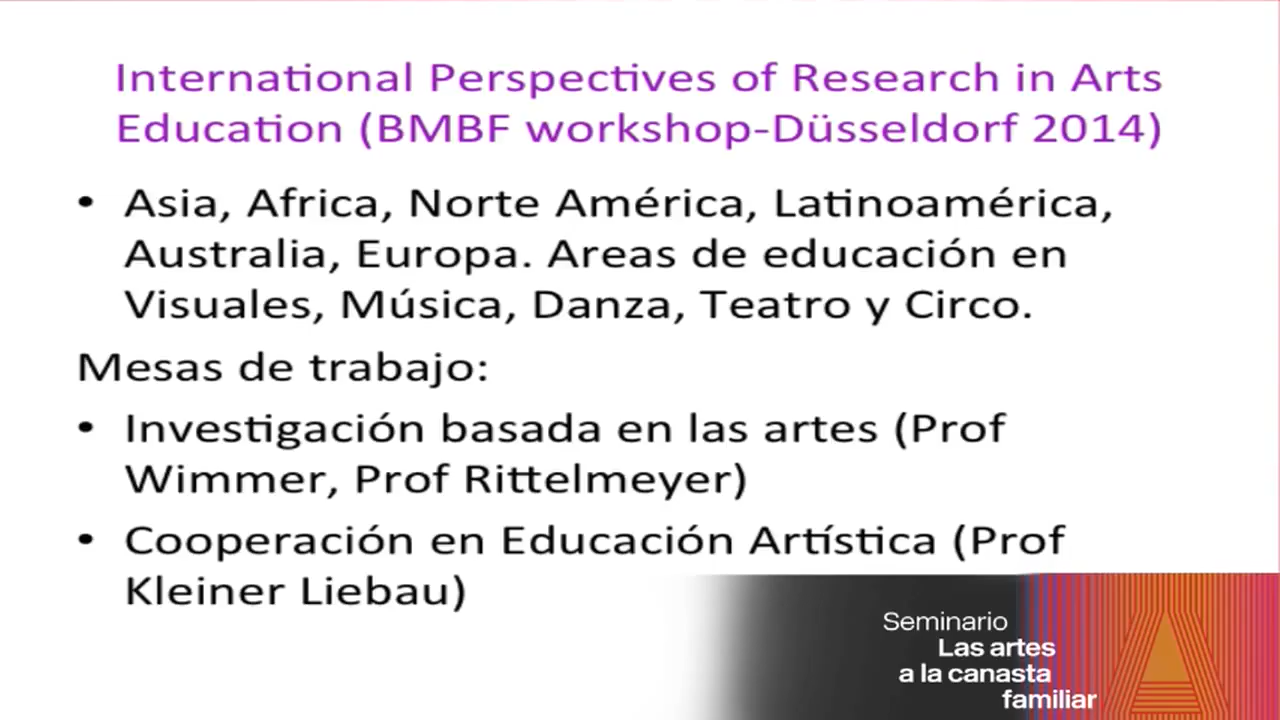 International Perspectives of Research in Arts
Education (BMBF workshop-Düsseldorf 2014)
• Asia, Africa, Norte América, Latinoamérica,
Australia, Europa. Areas de educación en
Visuales, Música, Danza, Teatro y Circo.
Mesas de trabajo:
• Investigación basada en las artes (Prof
Wimmer, Prof Rittelmeyer)
• Cooperación en Educación Artística (Prof
Kleiner Liebau)
Seminario
Las artes
a la canasta
familiar